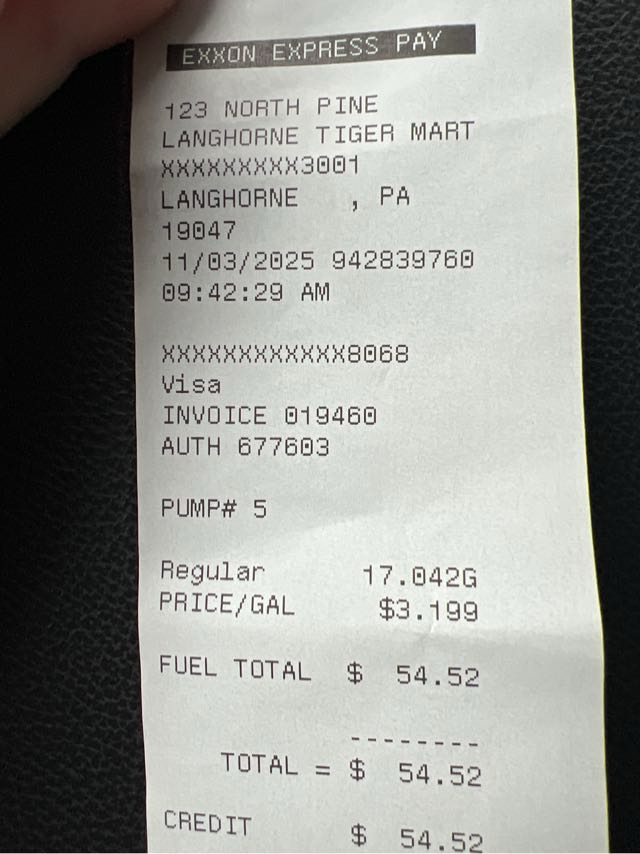 EXXON EXPRESS PAY
123 NORTH PINE
LANGHORNE TIGER MART
XXXXXXXXX3001
LANGHORNE , PA
19047
11/03/2025 942839760
09:42:29 AM
XXXXXXXXXXXX8068
Visa
INVOICE 019460
AUTH 677603
PUMP# 5
Regular 17.042G
PRICE/GAL $3.199
FUEL TOTAL $ 54.52
--------
TOTAL = $ 54.52
CREDIT $ 54.52